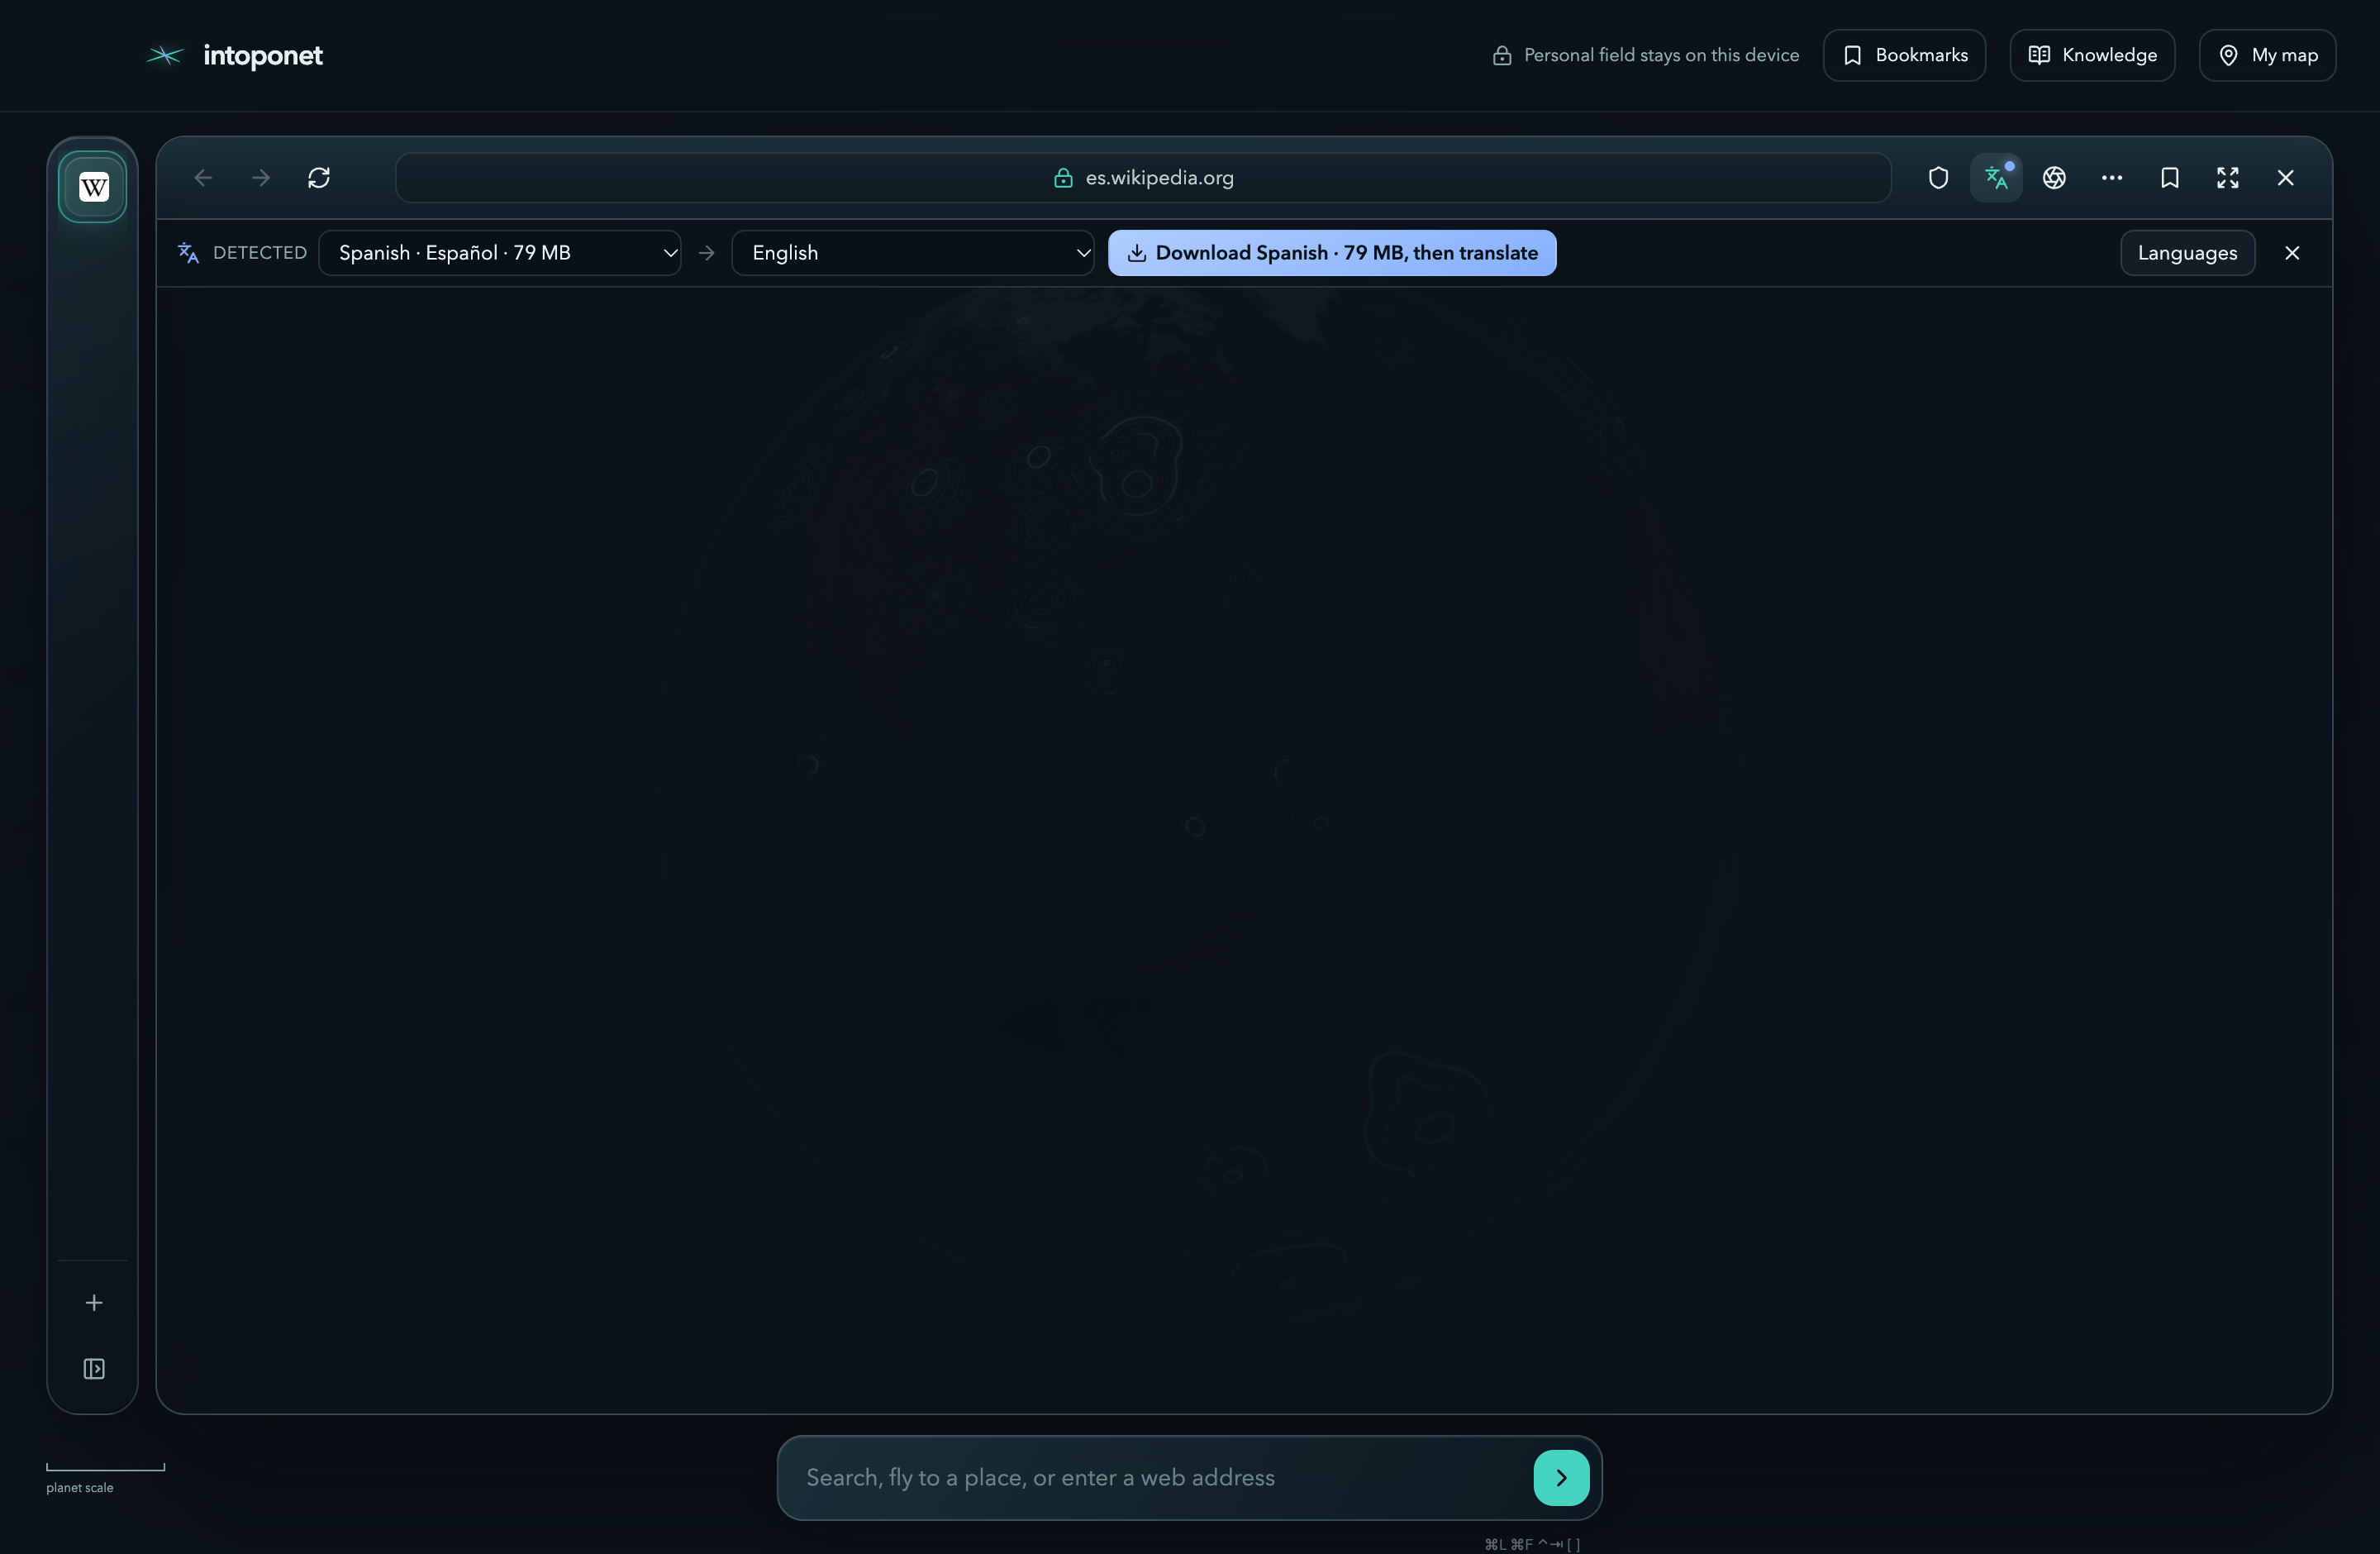 intoponet
Personal field stays on this device
Bookmarks
Knowledge
My map
W
es.wikipedia.org
DETECTED
Spanish · Español · 79 MB
English
Download Spanish · 79 MB, then translate
Languages
Search, fly to a place, or enter a web address
planet scale
⌘L ⌘F ^⇥ [ ]